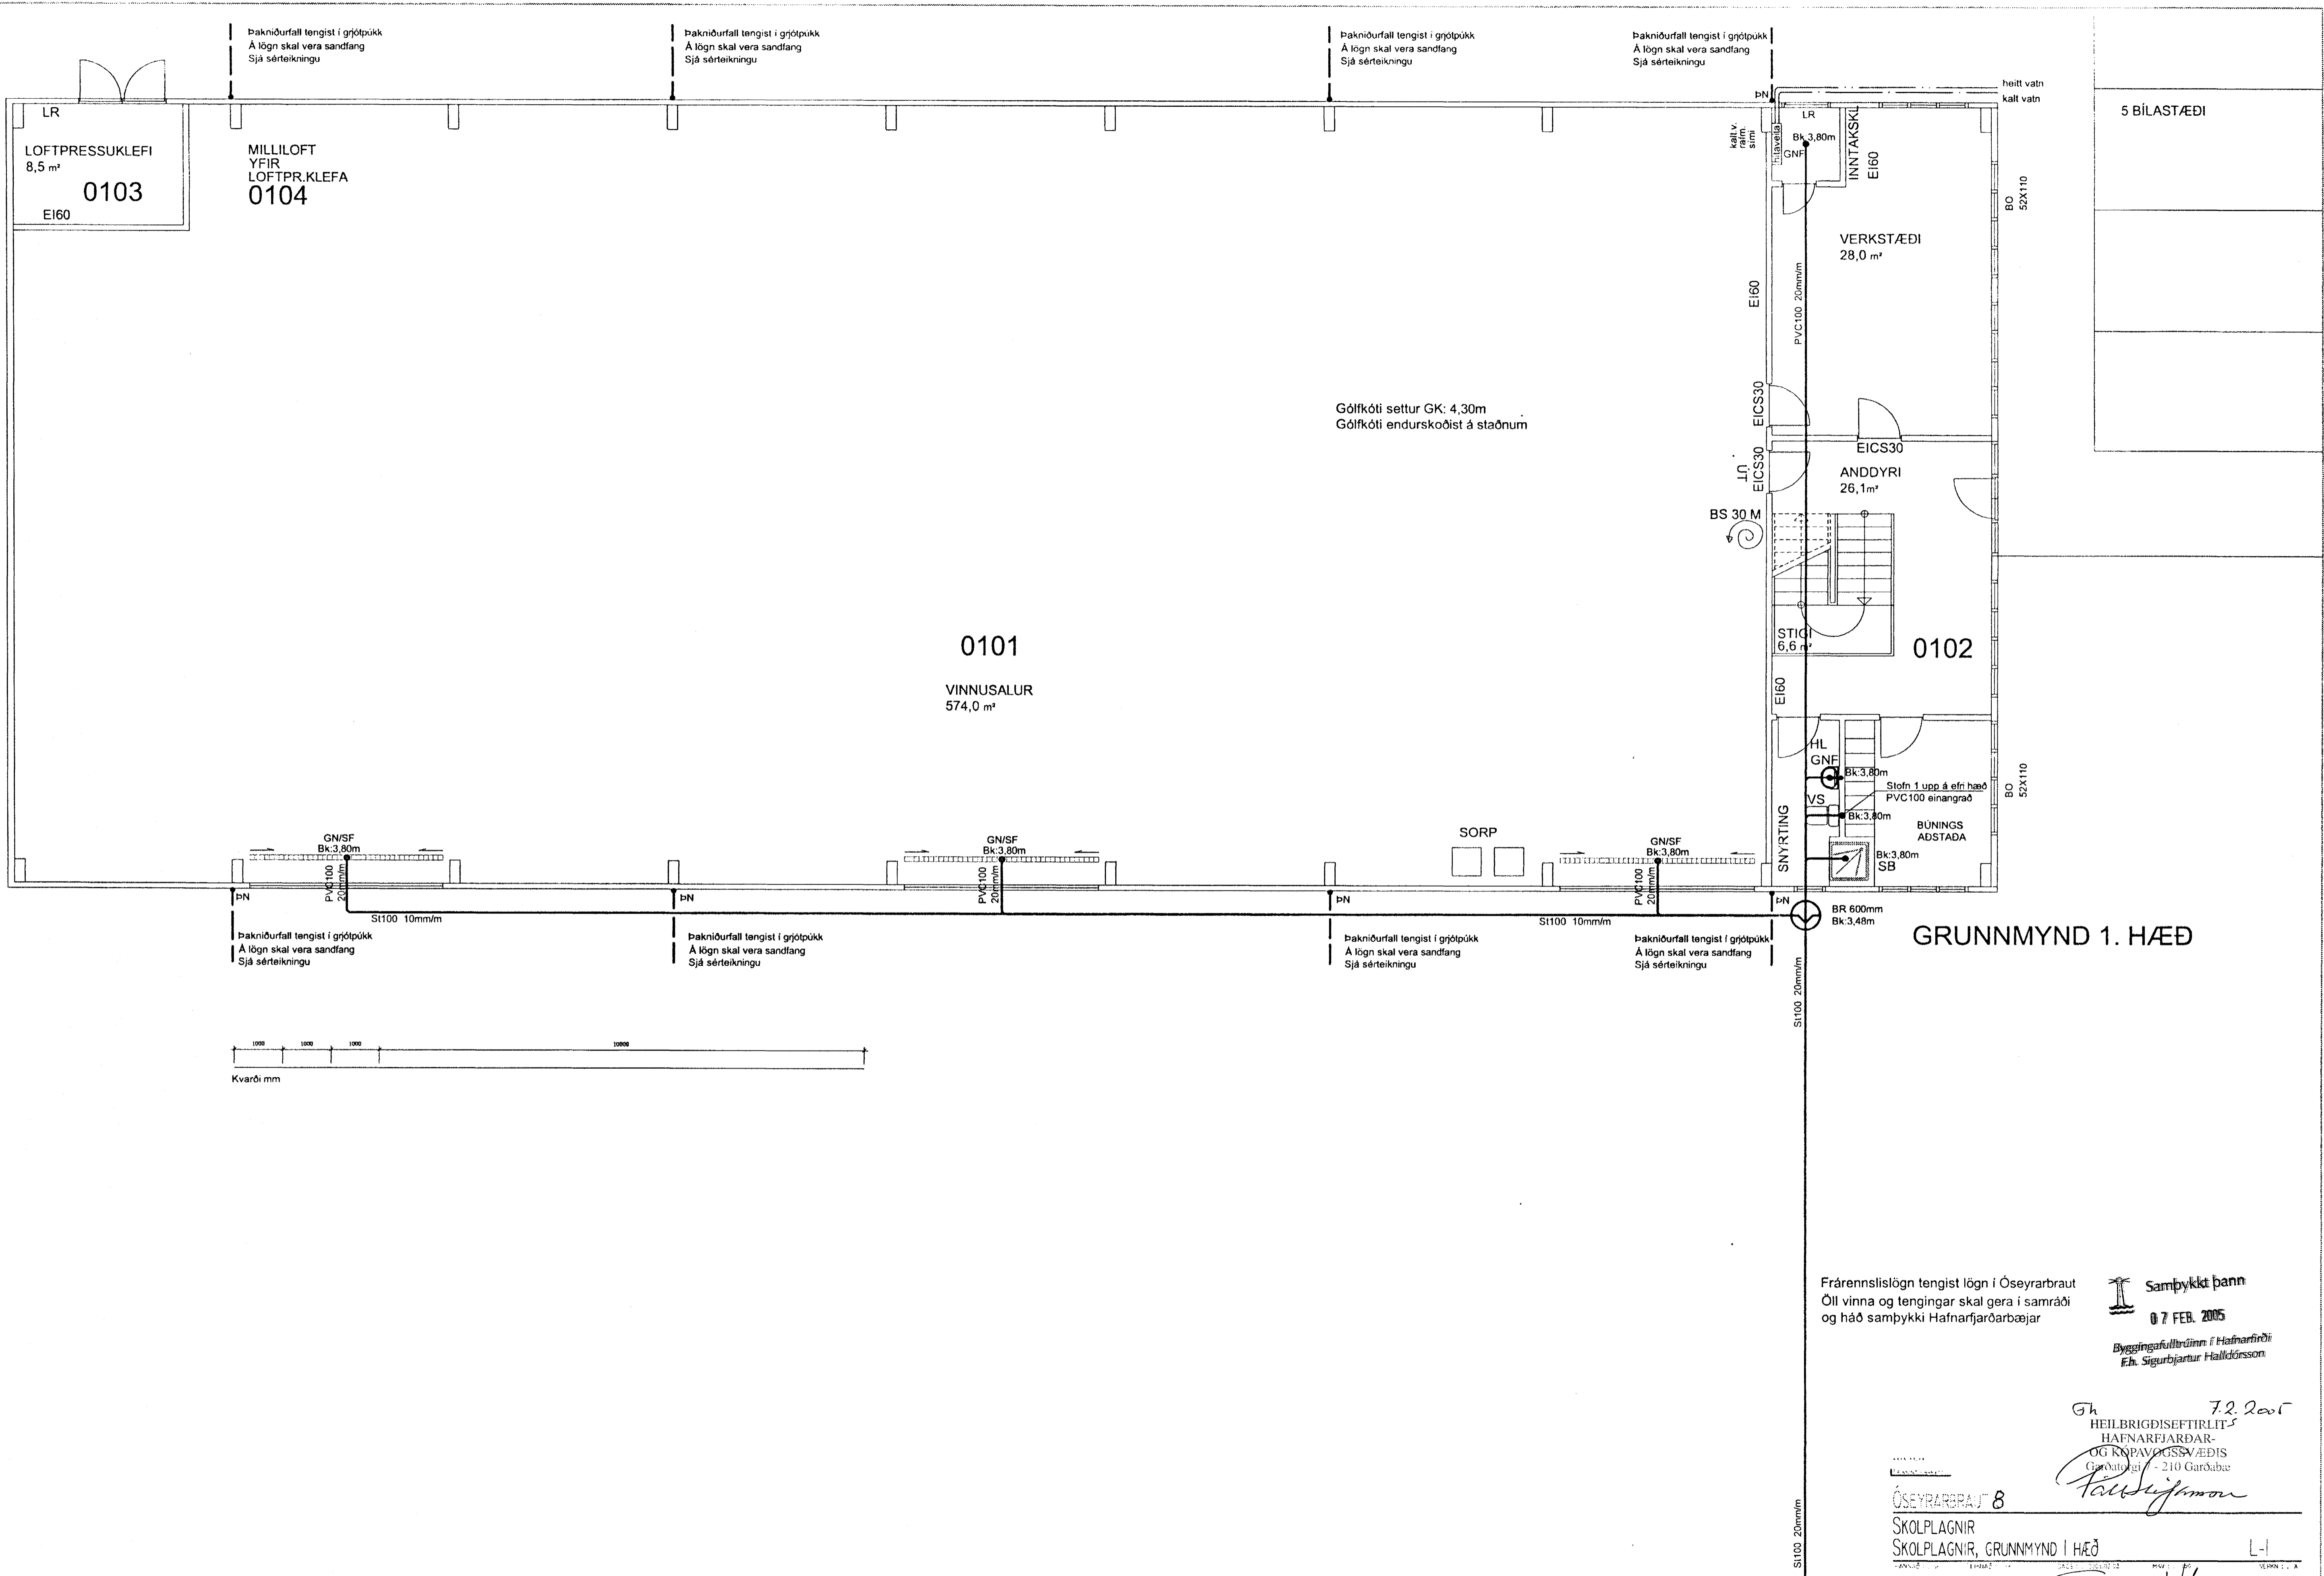 Þakniðurfall tengist í grjótpúkk
Á lögn skal vera sandfang
Sjá sérteikningu
Þakniðurfall tengist í grjótpúkk
Á lögn skal vera sandfang
Sjá sérteikningu
Þakniðurfall tengist í grjótpúkk
Á lögn skal vera sandfang
Sjá sérteikningu
Þakniðurfall tengist í grjótpúkk
Á lögn skal vera sandfang
Sjá sérteikningu
heitt vatn
kalt vatn
ÞN
5 BÍLASTÆÐI
LR
LOFTPRESSUKLEFI
8,5 m²
0103
EI60
MILLILOFT
YFIR
LOFTPR.KLEFA
0104
kalt.v.
rafm.
sími
hitaveita
LR
Bk:3,80m
GNF
INNTAKSKL
EI60
BO
52X110
VERKSTÆÐI
28,0 m²
EI60
PVC100 20mm/m
Gólfkóti settur GK: 4,30m
Gólfkóti endurskoðist á staðnum
EICS30
EICS30
ÚT
EICS30
ANDDYRI
26,1m²
BS 30 M
STIGI
6,6 m²
0102
0101
VINNUSALUR
574,0 m²
EI60
HL
GNF
Bk:3,80m
Stofn 1 upp á efri hæð
PVC100 einangrað
VS
Bk:3,80m
BÚNINGS
AÐSTAÐA
SNYRTING
Bk:3,80m
SB
BO
52X110
GN/SF
Bk:3,80m
PVC100
20mm/m
GN/SF
Bk:3,80m
PVC100
20mm/m
SORP
GN/SF
Bk:3,80m
PVC100
20mm/m
ÞN
ÞN
ÞN
ÞN
St100 10mm/m
St100 10mm/m
BR 600mm
Bk:3,48m
GRUNNMYND 1. HÆÐ
Þakniðurfall tengist í grjótpúkk
Á lögn skal vera sandfang
Sjá sérteikningu
Þakniðurfall tengist í grjótpúkk
Á lögn skal vera sandfang
Sjá sérteikningu
Þakniðurfall tengist í grjótpúkk
Á lögn skal vera sandfang
Sjá sérteikningu
Þakniðurfall tengist í grjótpúkk
Á lögn skal vera sandfang
Sjá sérteikningu
St100 20mm/m
1000 1000 1000 10000
Kvarði mm
Frárennslislögn tengist lögn í Óseyrarbraut
Öll vinna og tengingar skal gera í samráði
og háð samþykki Hafnarfjarðarbæjar
Samþykkt þann
07 FEB. 2005
Byggingafulltrúinn í Hafnarfirði
F.h. Sigurbjartur Halldórsson
Gh 7.2.2005
HEILBRIGÐISEFTIRLIT
HAFNARFJARÐAR-
OG KÓPAVOGSSVÆÐIS
Garðatorgi 7 - 210 Garðabæ
St100 20mm/m
ÓSEYRARBRAUT 8
SKOLPLAGNIR
SKOLPLAGNIR, GRUNNMYND 1 HÆÐ L-1